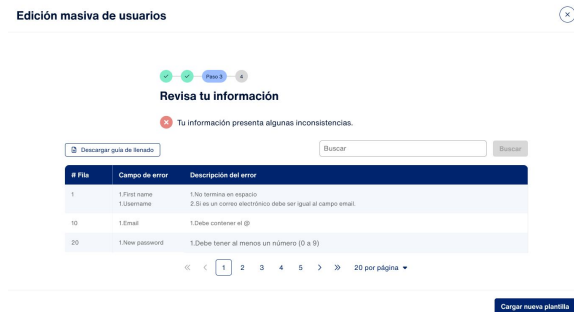 Edición masiva de usuarios
Paso 3
4
Revisa tu información
Tu información presenta algunas inconsistencias.
Descargar guía de llenado
Buscar
Buscar
# Fila Campo de error Descripción del error
1 1.First name 1.No termina en espacio
1.Username 2.Si es un correo electrónico debe ser igual al campo email.
10 1.Email 1.Debe contener el @
20 1.New password 1.Debe tener al menos un número (0 a 9)
« < 1 2 3 4 5 > » 20 por página
Cargar nueva plantilla